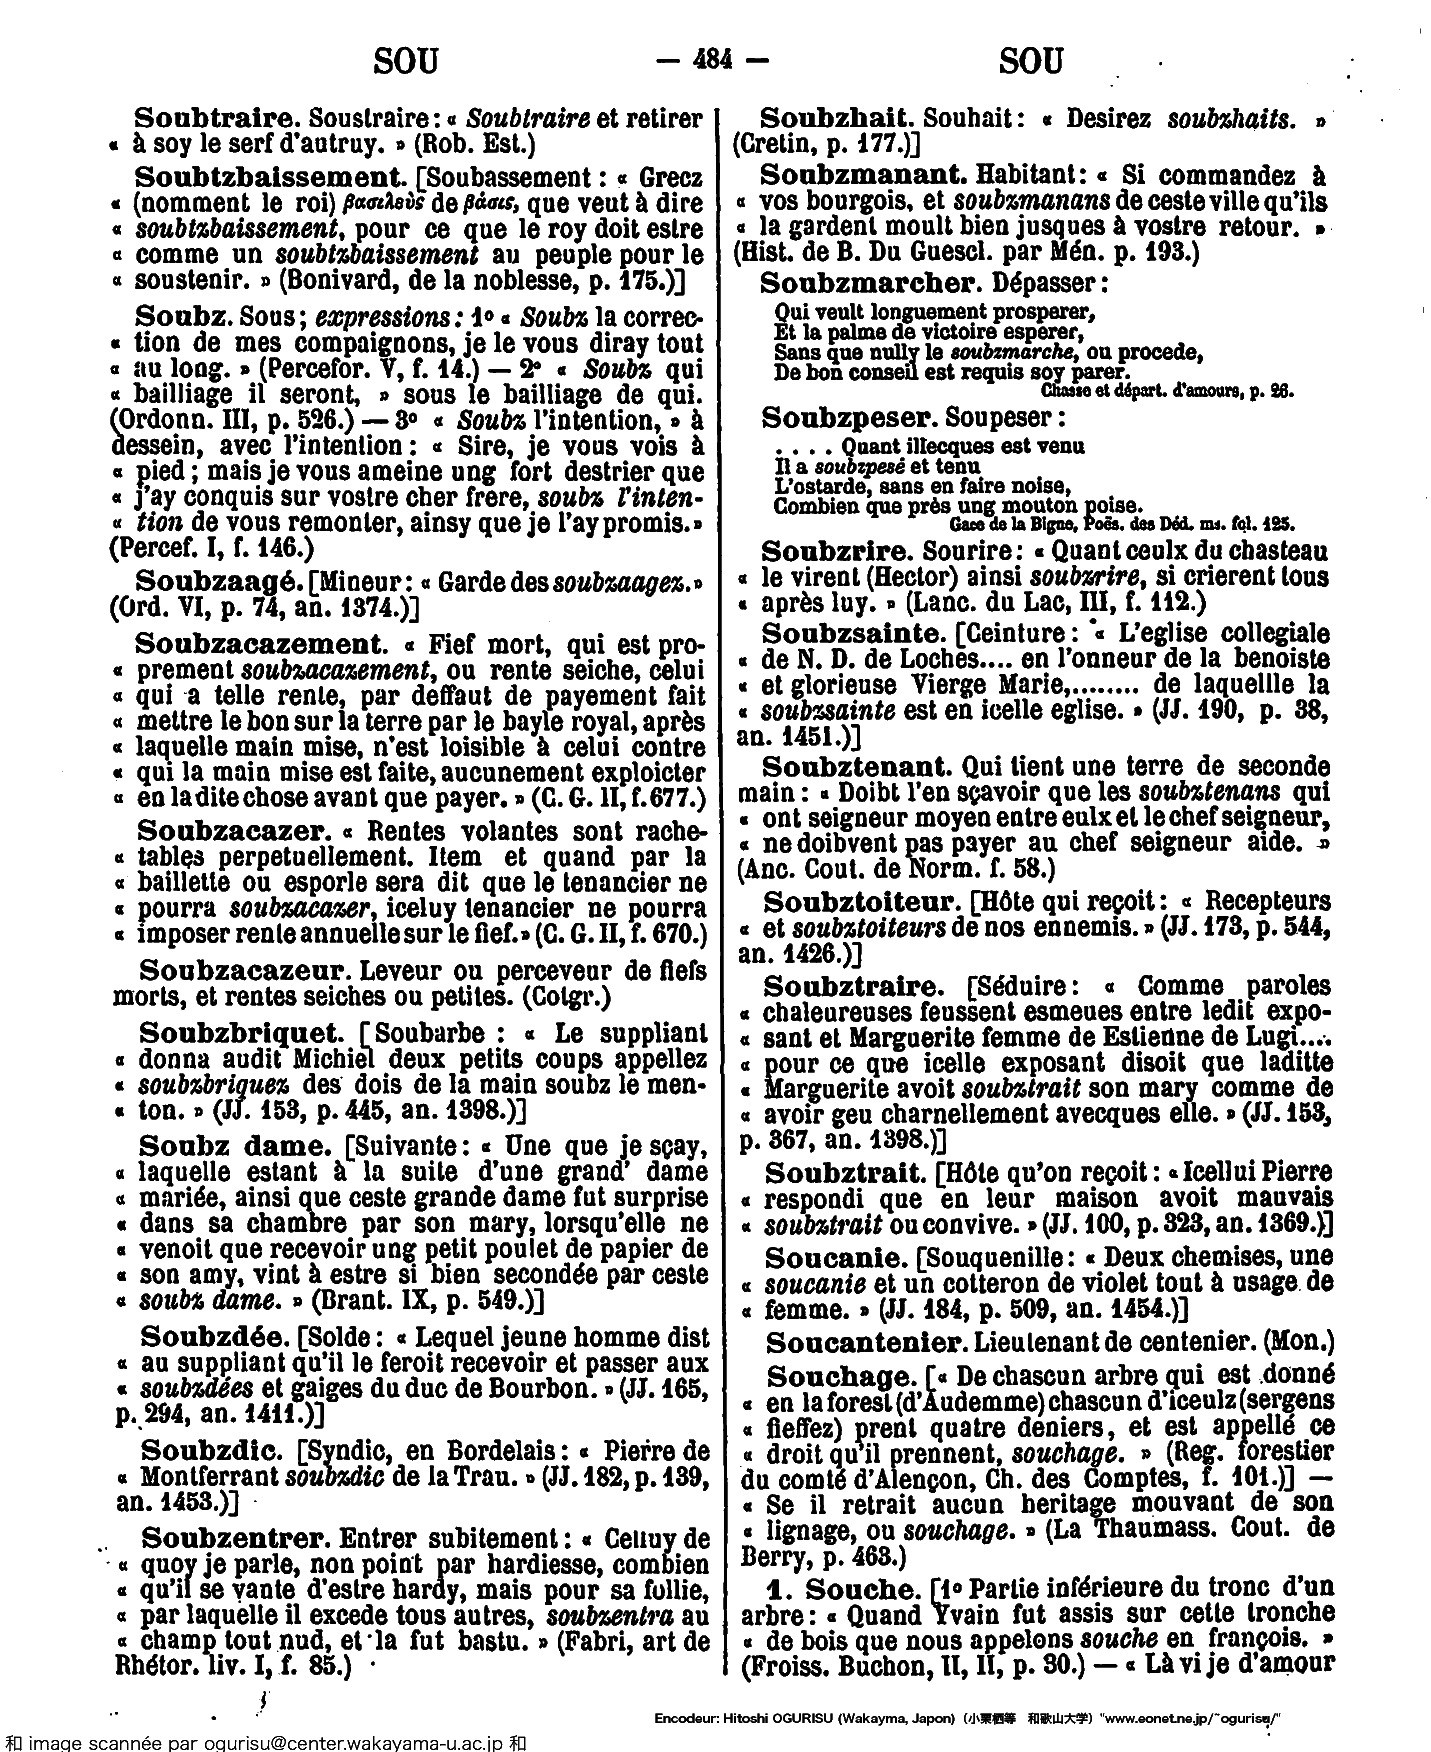 SOU — 484 — SOU
Soubtraire. Soustraire : « Soubtraire et retirer
« à soy le serf d'autruy. » (Rob. Est.)
Soubtzbaissement. [Soubassement : « Grecz
« (nomment le roi) βασιλεὺς de βάσις, que veut à dire
« soubtzbaissement, pour ce que le roy doit estre
« comme un soubtzbaissement au peuple pour le
« soustenir. » (Bonivard, de la noblesse, p. 175.)]
Soubz. Sous ; expressions : 1º « Soubz la correc-
« tion de mes compaignons, je le vous diray tout
« au long. » (Percefor. V, f. 14.) — 2º « Soubz qui
« bailliage il seront, » sous le bailliage de qui.
(Ordonn. III, p. 526.) — 3º « Soubz l'intention, » à
dessein, avec l'intention : « Sire, je vous vois à
« pied ; mais je vous ameine ung fort destrier que
« j'ay conquis sur vostre cher frere, soubz l'inten-
« tion de vous remonter, ainsy que je l'ay promis. »
(Percef. I, f. 146.)
Soubzaagé. [Mineur : « Garde des soubzaagez. »
(Ord. VI, p. 74, an. 1374.)]
Soubzacazement. « Fief mort, qui est pro-
« prement soubzacazement, ou rente seiche, celui
« qui a telle rente, par deffaut de payement fait
« mettre le bon sur la terre par le bayle royal, après
« laquelle main mise, n'est loisible à celui contre
« qui la main mise est faite, aucunement exploicter
« en ladite chose avant que payer. » (C. G. II, f. 677.)
Soubzacazer. « Rentes volantes sont rache-
« tables perpetuellement. Item et quand par la
« baillette ou esporle sera dit que le tenancier ne
« pourra soubzacazer, iceluy tenancier ne pourra
« imposer rente annuelle sur le fief. » (C. G. II, f. 670.)
Soubzacazeur. Leveur ou perceveur de fiefs
morts, et rentes seiches ou petites. (Cotgr.)
Soubzbriquet. [Soubarbe : « Le suppliant
« donna audit Michiel deux petits coups appellez
« soubzbriquez des dois de la main soubz le men-
« ton. » (JJ. 153, p. 445, an. 1398.)]
Soubz dame. [Suivante : « Une que je sçay,
« laquelle estant à la suite d'une grand' dame
« mariée, ainsi que ceste grande dame fut surprise
« dans sa chambre par son mary, lorsqu'elle ne
« venoit que recevoir ung petit poulet de papier de
« son amy, vint à estre si bien secondée par ceste
« soubz dame. » (Brant. IX, p. 549.)]
Soubzdée. [Solde : « Lequel jeune homme dist
« au suppliant qu'il le feroit recevoir et passer aux
« soubzdées et gaiges du duc de Bourbon. » (JJ. 165,
p. 294, an. 1411.)]
Soubzdic. [Syndic, en Bordelais : « Pierre de
« Montferrant soubzdic de la Trau. » (JJ. 182, p. 139,
an. 1453.)]
Soubzentrer. Entrer subitement : « Celluy de
« quoy je parle, non point par hardiesse, combien
« qu'il se vante d'estre hardy, mais pour sa follie,
« par laquelle il excede tous autres, soubzentra au
« champ tout nud, et la fut bastu. » (Fabri, art de
Rhétor. liv. I, f. 85.)
Soubzhait. Souhait : « Desirez soubzhaits. »
(Cretin, p. 177.)]
Soubzmanant. Habitant : « Si commandez à
« vos bourgois, et soubzmanans de ceste ville qu'ils
« la gardent moult bien jusques à vostre retour. »
(Hist. de B. Du Guescl. par Mén. p. 193.)
Soubzmarcher. Dépasser :
Qui veult longuement prosperer,
Et la palme de victoire esperer,
Sans que nully le soubzmarche, ou procede,
De bon conseil est requis soy parer.
Chasse et départ. d'amours, p. 26.
Soubzpeser. Soupeser :
. . . . Quant illecques est venu
Il a soubzpesé et tenu
L'ostarde, sans en faire noise,
Combien que près ung mouton poise.
Gace de la Bigne, Poës. des Déd. ms. fol. 125.
Soubzrire. Sourire : « Quant ceulx du chasteau
« le virent (Hector) ainsi soubzrire, si crierent tous
« après luy. » (Lanc. du Lac, III, f. 112.)
Soubzsainte. [Ceinture : « L'eglise collegiale
« de N. D. de Loches.... en l'onneur de la benoiste
« et glorieuse Vierge Marie,........ de laquellle la
« soubzsainte est en icelle eglise. » (JJ. 190, p. 38,
an. 1451.)]
Soubztenant. Qui tient une terre de seconde
main : « Doibt l'en sçavoir que les soubztenans qui
« ont seigneur moyen entre eulx et le chef seigneur,
« ne doibvent pas payer au chef seigneur aide. »
(Anc. Cout. de Norm. f. 58.)
Soubztoiteur. [Hôte qui reçoit : « Recepteurs
« et soubztoiteurs de nos ennemis. » (JJ. 173, p. 544,
an. 1426.)]
Soubztraire. [Séduire : « Comme paroles
« chaleureuses feussent esmeues entre ledit expo-
« sant et Marguerite femme de Estienne de Lugi....
« pour ce que icelle exposant disoit que laditte
« Marguerite avoit soubztrait son mary comme de
« avoir geu charnellement avecques elle. » (JJ. 153,
p. 367, an. 1398.)]
Soubztrait. [Hôte qu'on reçoit : « Icellui Pierre
« respondi que en leur maison avoit mauvais
« soubztrait ou convive. » (JJ. 100, p. 323, an. 1369.)]
Soucanie. [Souquenille : « Deux chemises, une
« soucanie et un cotteron de violet tout à usage de
« femme. » (JJ. 184, p. 509, an. 1454.)]
Soucantenier. Lieutenant de centenier. (Mon.)
Souchage. [« De chascun arbre qui est donné
« en la forest (d'Audemme) chascun d'iceulz (sergens
« fieffez) prent quatre deniers, et est appellé ce
« droit qu'il prennent, souchage. » (Reg. forestier
du comté d'Alençon, Ch. des Comptes, f. 101.)] —
« Se il retrait aucun heritage mouvant de son
« lignage, ou souchage. » (La Thaumass. Cout. de
Berry, p. 463.)
1. Souche. [1º Partie inférieure du tronc d'un
arbre : « Quand Yvain fut assis sur cette tronche
« de bois que nous appelons souche en françois. »
(Froiss. Buchon, II, II, p. 30.) — « Là vi je d'amour
Encodeur: Hitoshi OGURISU (Wakayma, Japon) (小栗栖等 和歌山大学) "www.eonet.ne.jp/~ogurisu/"
和 image scannée par ogurisu@center.wakayama-u.ac.jp 和